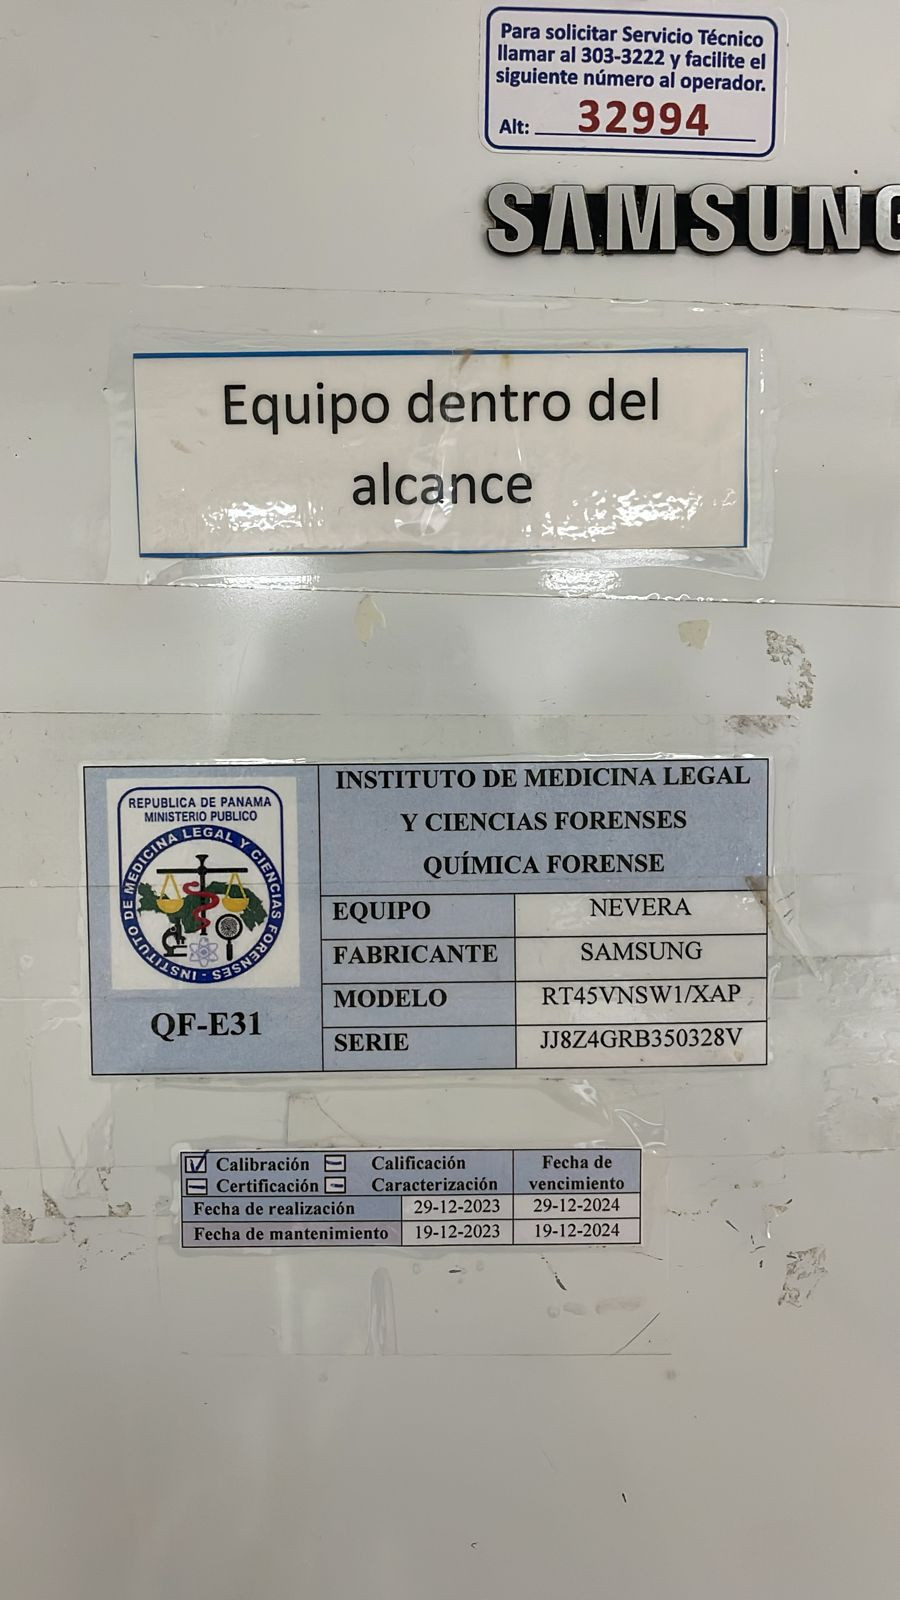 Para solicitar Servicio Técnico
llamar al 303-3222 y facilite el
siguiente número al operador.
Alt: 32994
SAMSUNG
Equipo dentro del
alcance
REPUBLICA DE PANAMA
MINISTERIO PUBLICO
INSTITUTO DE MEDICINA LEGAL Y CIENCIAS FORENSES -
QF-E31
INSTITUTO DE MEDICINA LEGAL
Y CIENCIAS FORENSES
QUÍMICA FORENSE
EQUIPO NEVERA
FABRICANTE SAMSUNG
MODELO RT45VNSW1/XAP
SERIE JJ8Z4GRB350328V
Calibración Calificación Fecha de
Certificación Caracterización vencimiento
Fecha de realización 29-12-2023 29-12-2024
Fecha de mantenimiento 19-12-2023 19-12-2024